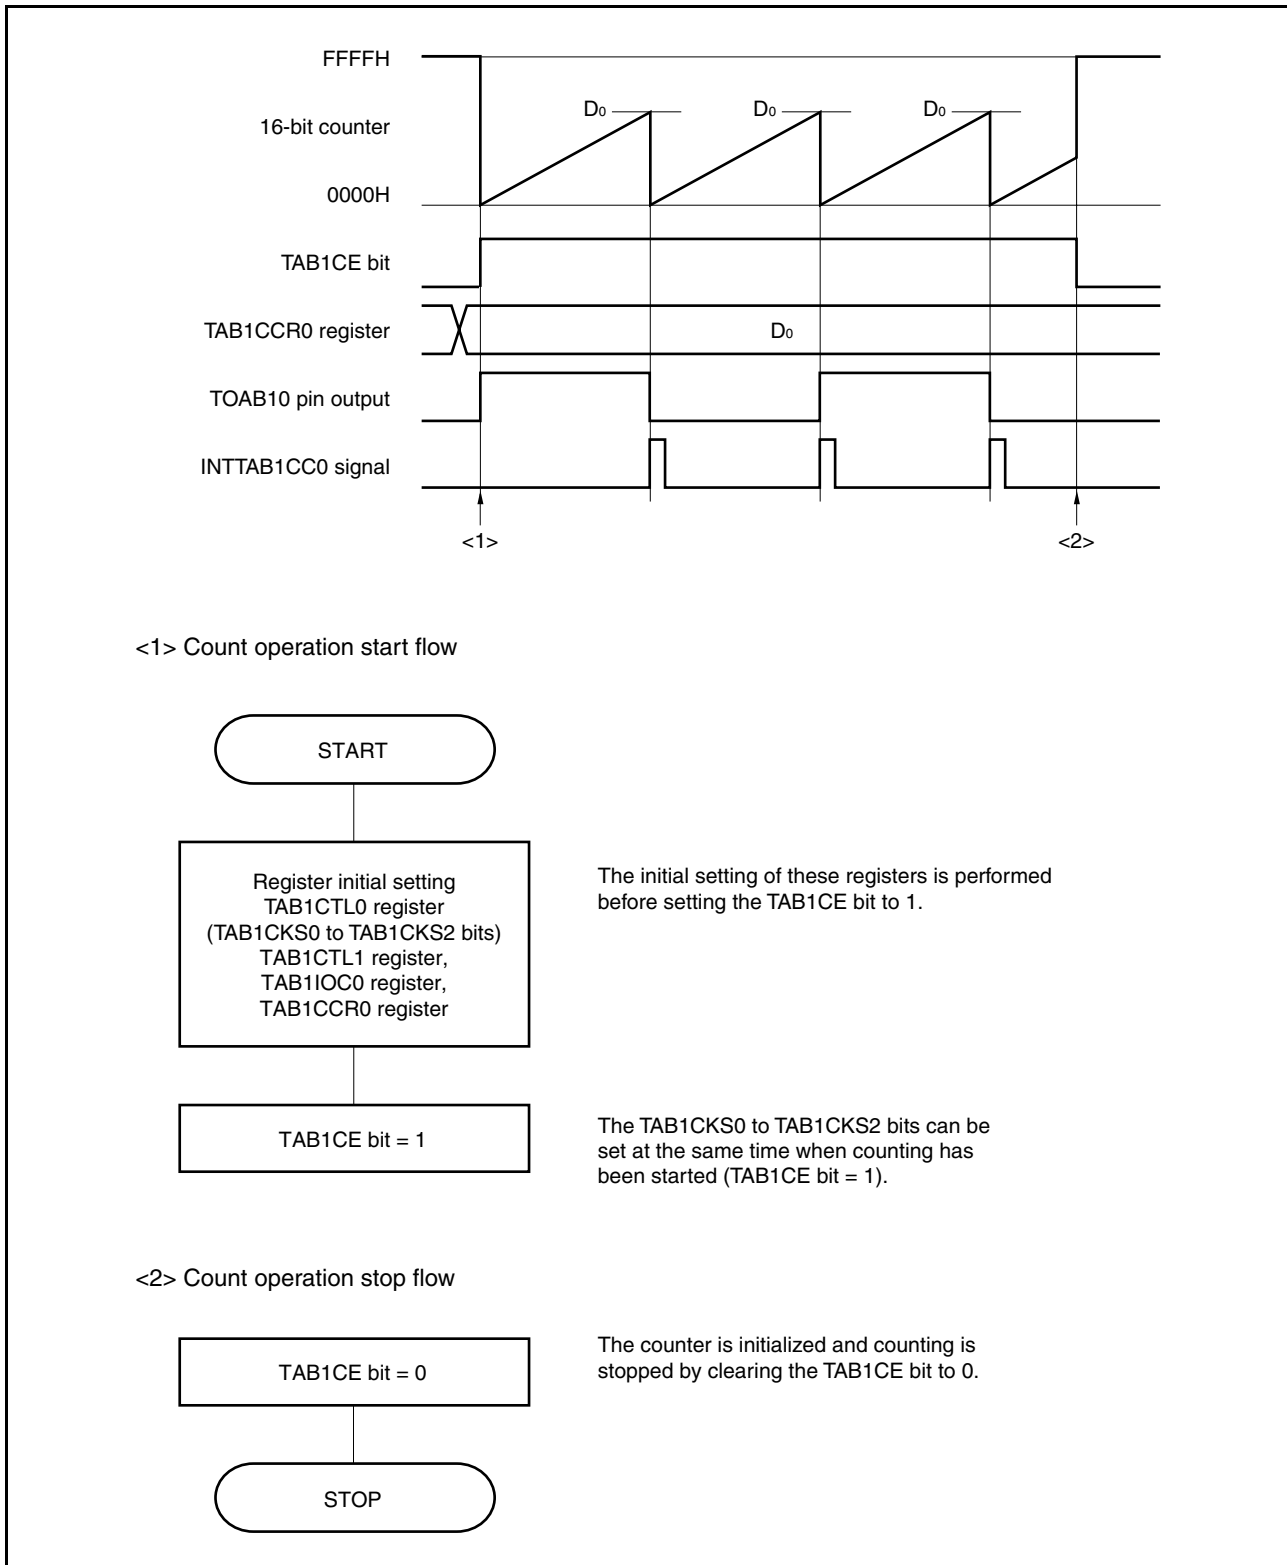 FFFFH
D0 D0 D0
16-bit counter
0000H
TAB1CE bit
TAB1CCR0 register
D0
TOAB10 pin output
INTTAB1CC0 signal
<1> <2>
<1> Count operation start flow
START
Register initial setting
TAB1CTL0 register
(TAB1CKS0 to TAB1CKS2 bits)
TAB1CTL1 register,
TAB1IOC0 register,
TAB1CCR0 register
The initial setting of these registers is performed
before setting the TAB1CE bit to 1.
TAB1CE bit = 1
The TAB1CKS0 to TAB1CKS2 bits can be
set at the same time when counting has
been started (TAB1CE bit = 1).
<2> Count operation stop flow
TAB1CE bit = 0
The counter is initialized and counting is
stopped by clearing the TAB1CE bit to 0.
STOP